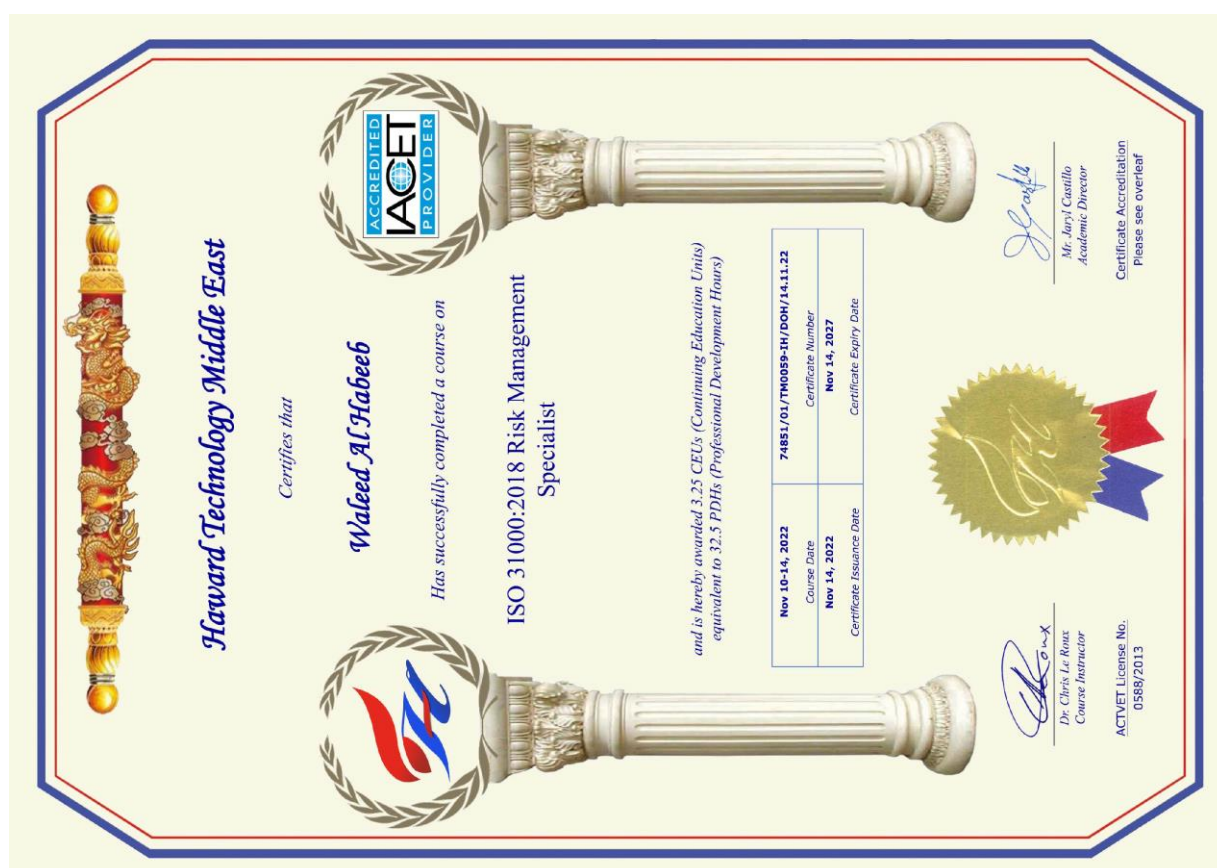 Haward Technology Middle East
Certifies that
Waleed Al Habeeb
Has successfully completed a course on
ISO 31000:2018 Risk Management
Specialist
ACCREDITED
IACET
PROVIDER
and is hereby awarded 3.25 CEUs (Continuing Education Units)
equivalent to 32.5 PDHs (Professional Development Hours)
Nov 10-14, 2022 74851/01/TM0059-IH/DOH/14.11.22
Course Date Certificate Number
Nov 14, 2022 Nov 14, 2027
Certificate Issuance Date Certificate Expiry Date
Dr. Chris Le Roux
Course Instructor
ACTVET License No.
0588/2013
Mr. Jaryl Castillo
Academic Director
Certificate Accreditation
Please see overleaf